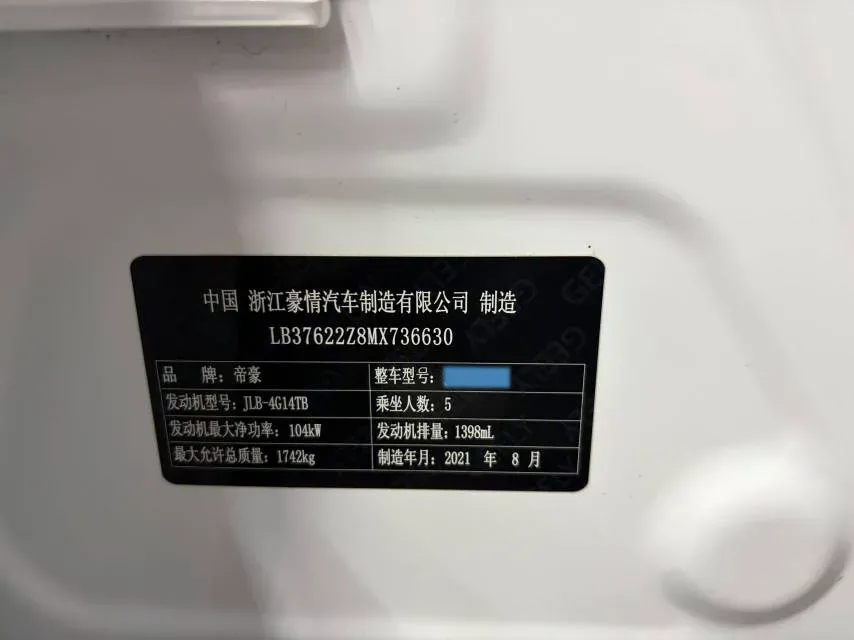 中国 浙江豪情汽车制造有限公司 制造
LB37622Z8MX736630
品 牌：帝豪 整车型号：
发动机型号：JLB-4G14TB 乘坐人数：5
发动机最大净功率：104kW 发动机排量：1398mL
最大允许总质量：1742kg 制造年月：2021 年 8 月